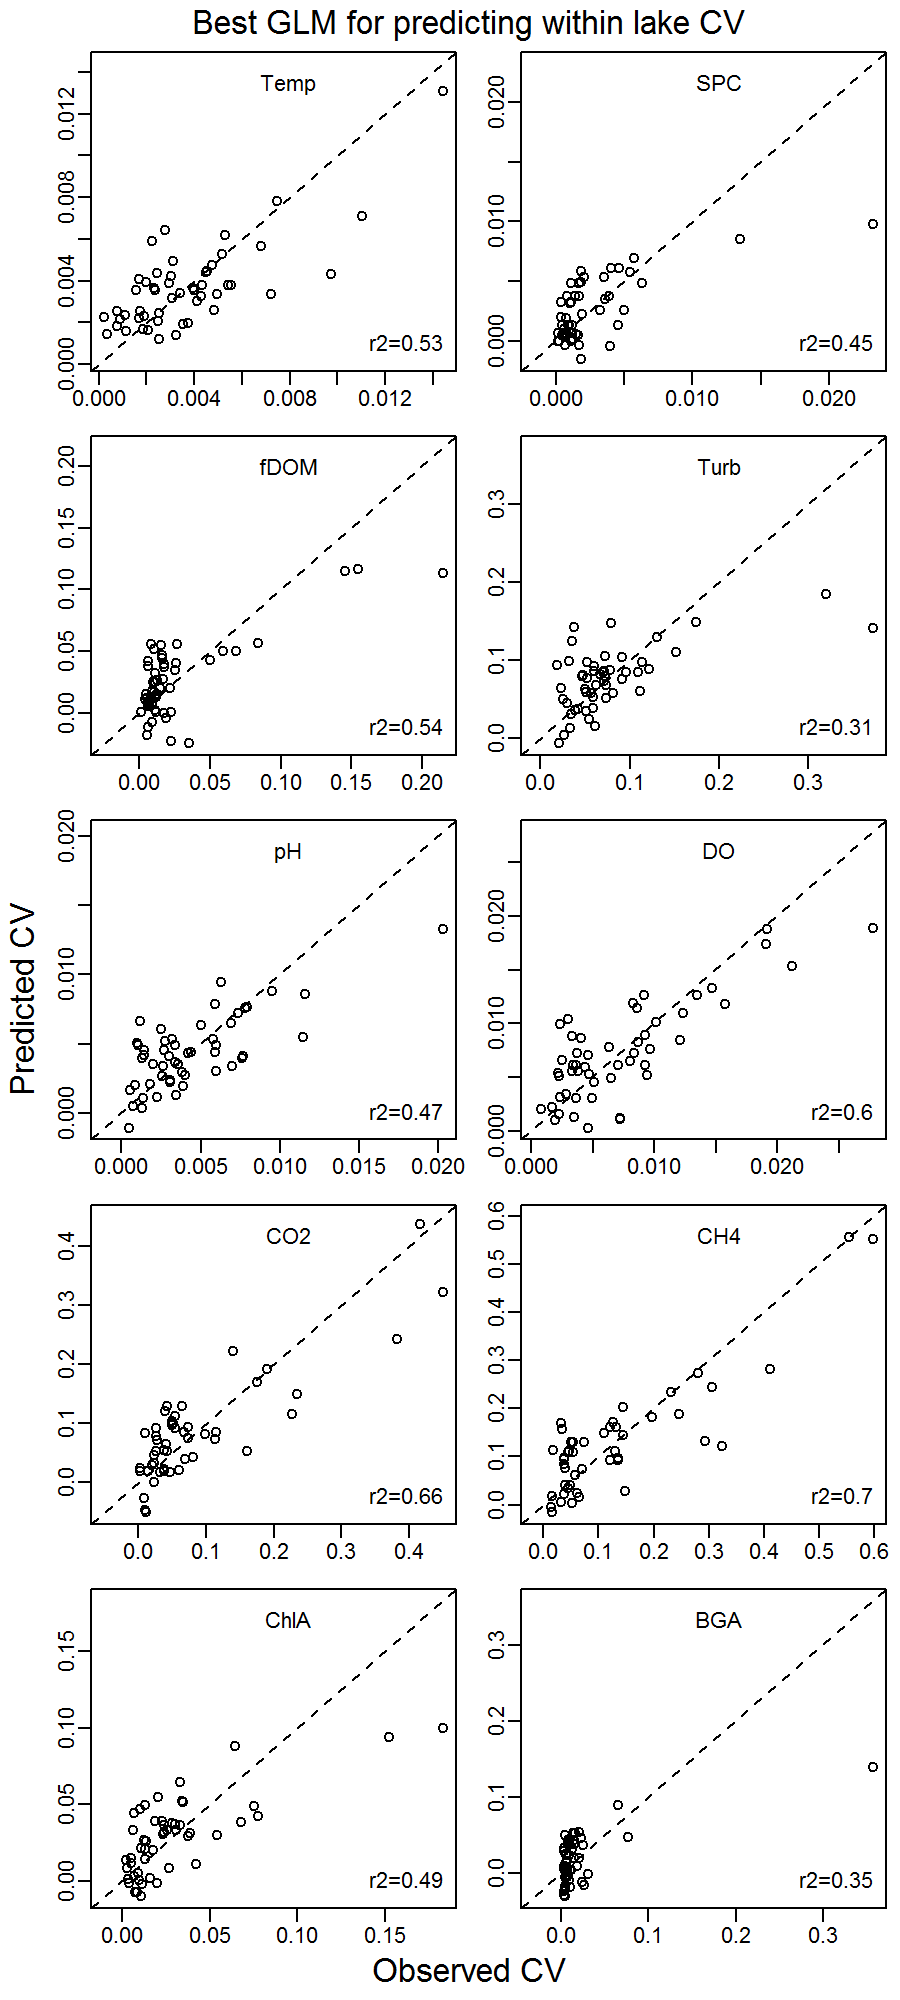 Best GLM for predicting within lake CV
Temp
0.000 0.004 0.008 0.012
r2=0.53
0.000 0.004 0.008 0.012
SPC
0.000 0.010 0.020
r2=0.45
0.000 0.010 0.020
fDOM
0.00 0.05 0.10 0.15 0.20
r2=0.54
0.00 0.05 0.10 0.15 0.20
Turb
0.0 0.1 0.2 0.3
r2=0.31
0.0 0.1 0.2 0.3
Predicted CV
pH
0.000 0.010 0.020
r2=0.47
0.000 0.005 0.010 0.015 0.020
DO
0.000 0.010 0.020
r2=0.6
0.000 0.010 0.020
CO2
0.0 0.1 0.2 0.3 0.4
r2=0.66
0.0 0.1 0.2 0.3 0.4
CH4
0.0 0.1 0.2 0.3 0.4 0.5 0.6
r2=0.7
0.0 0.1 0.2 0.3 0.4 0.5 0.6
ChlA
0.00 0.05 0.10 0.15
r2=0.49
0.00 0.05 0.10 0.15
BGA
0.0 0.1 0.2 0.3
r2=0.35
0.0 0.1 0.2 0.3
Observed CV